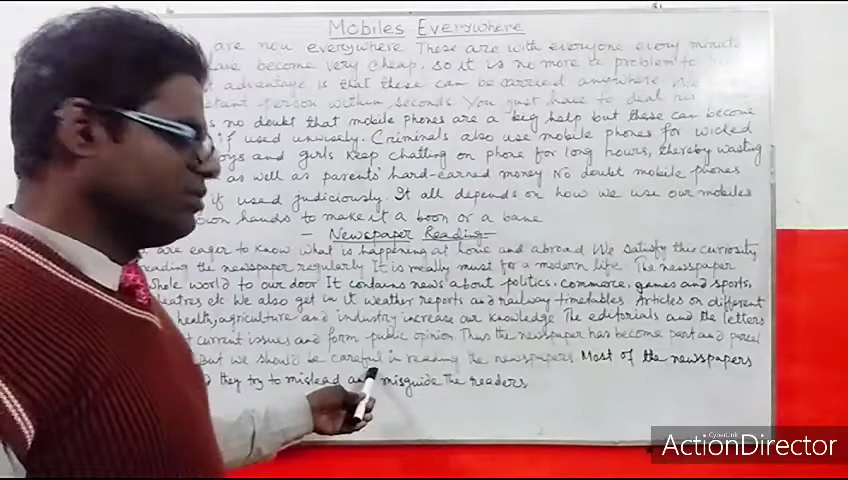 Mobiles Everywhere
are now everywhere These are with everyone every minute
have become very cheap, so it is no more a problem to
advantage is that these can be carried anywhere
person within seconds You just have to deal
no doubt that mobile phones are a big help but these can become
if used unwisely. Criminals also use mobile phones for wicked
and girls keep chatting on phone for long hours, thereby wasting
as well as parents' hard-earned money No doubt mobile phones
if used judiciously. It all depends on how we use our mobiles
own hands to make it a boon or a bane
- Newspaper Reading -
are eager to know what is happening at home and abroad We satisfy this curiosity
reading the newspaper regularly It is really must for a modern life. The newspaper
whole world to our door It contains news about politics, commerce, games and sports,
theatres etc We also get in it weather reports and railway timetables Articles on different
health, agriculture and industry increase our knowledge The editorials and the letters
current issues and form public opinion Thus the newspaper has become part and parcel
But we should be careful in reading the newspapers. Most of the newspapers
they try to mislead and misguide the readers
CyberLink
ActionDirector